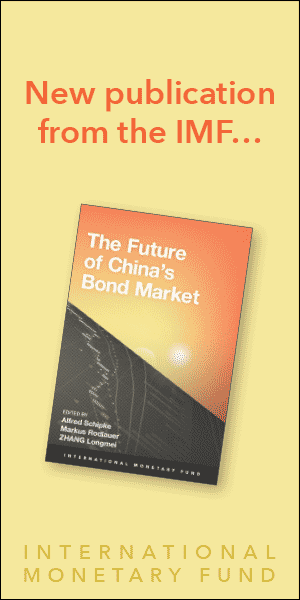 New publication
from the IMF...
The Future
of China's
Bond Market
EDITED BY
Alfred Schipke
Markus Rodlauer
ZHANG Longmei
INTERNATIONAL MONETARY FUND
INTERNATIONAL
MONETARY FUND